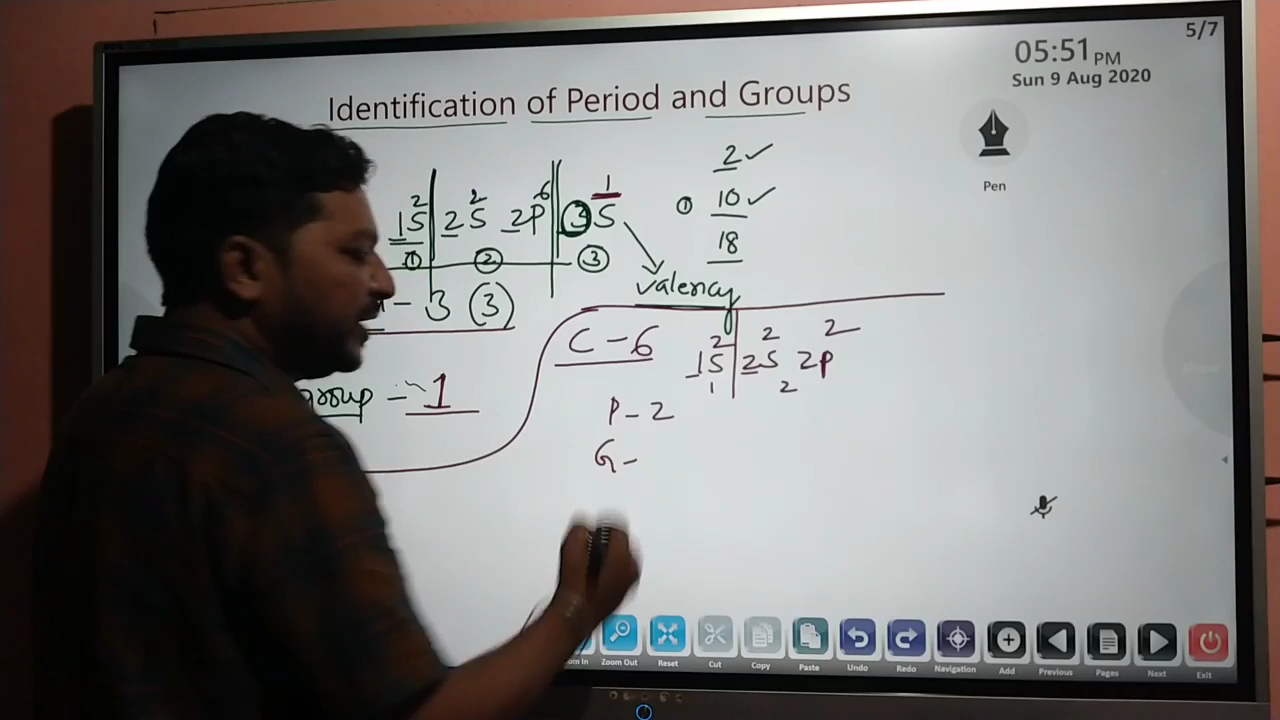 5/7
05:51 PM
Sun 9 Aug 2020
Pen
Identification of Period and Groups
2 ✓
① 10 ✓
18
1S² | 2S² 2P⁶ || 3S¹
① ② ③
valency
- 3 (3)
C - 6 1S² | 2S² 2P²
1 2
group - 1
P - 2
G -
Zoom Out Reset Cut Copy Paste Undo Redo Navigation Add Previous Pages Next Exit